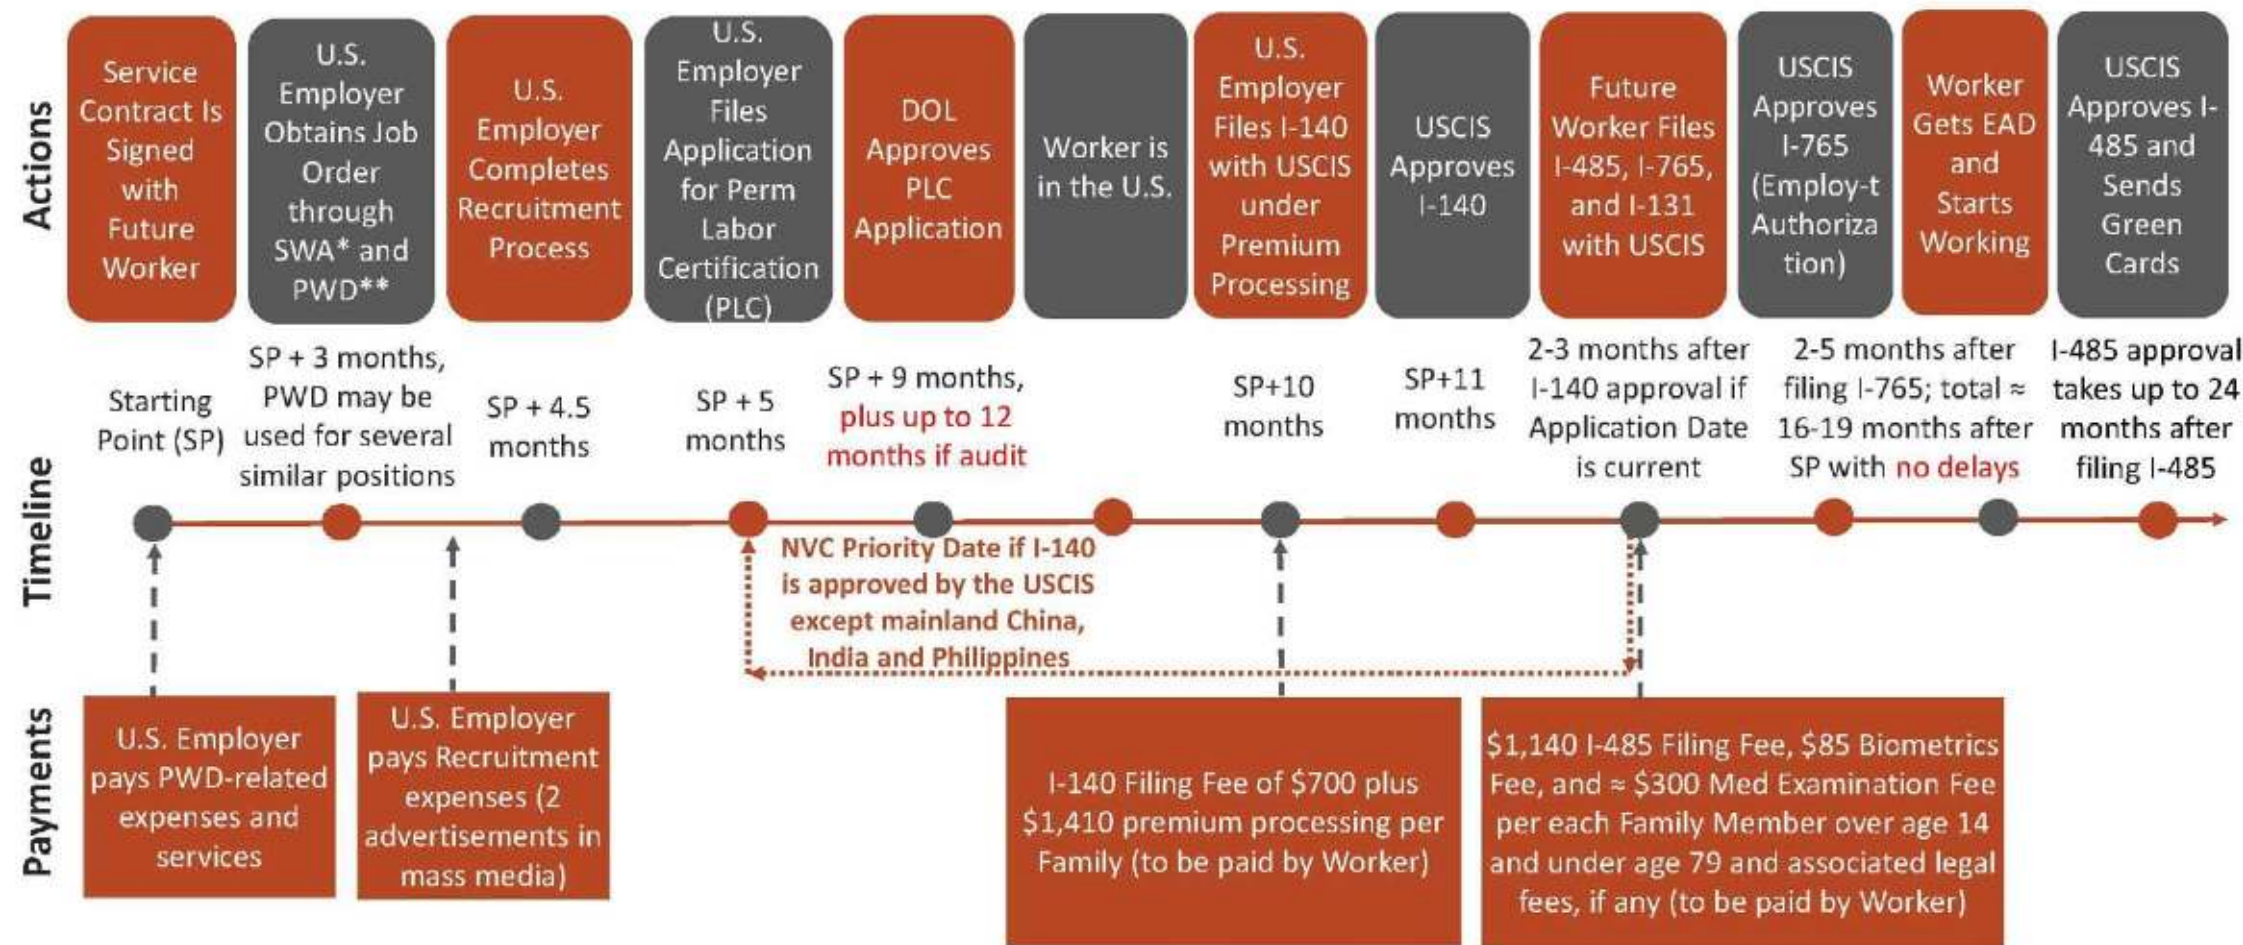 Actions
Service
Contract Is
Signed
with
Future
Worker
U.S.
Employer
Obtains Job
Order
through
SWA* and
PWD**
U.S.
Employer
Completes
Recruitment
Process
U.S.
Employer
Files
Application
for Perm
Labor
Certification
(PLC)
DOL
Approves
PLC
Application
Worker is
in the U.S.
U.S.
Employer
Files I-140
with USCIS
under
Premium
Processing
USCIS
Approves
I-140
Future
Worker Files
I-485, I-765,
and I-131
with USCIS
USCIS
Approves
I-765
(Employ-t
Authoriza
tion)
Worker
Gets EAD
and
Starts
Working
USCIS
Approves I-
485 and
Sends
Green
Cards
Timeline
Starting
Point (SP)
SP + 3 months,
PWD may be
used for several
similar positions
SP + 4.5
months
SP + 5
months
SP + 9 months,
plus up to 12
months if audit
SP+10
months
SP+11
months
2-3 months after
I-140 approval if
Application Date
is current
2-5 months after
filing I-765; total ≈
16-19 months after
SP with no delays
I-485 approval
takes up to 24
months after
filing I-485
NVC Priority Date if I-140
is approved by the USCIS
except mainland China,
India and Philippines
Payments
U.S. Employer
pays PWD-related
expenses and
services
U.S. Employer
pays Recruitment
expenses (2
advertisements in
mass media)
I-140 Filing Fee of $700 plus
$1,410 premium processing per
Family (to be paid by Worker)
$1,140 I-485 Filing Fee, $85 Biometrics
Fee, and ≈ $300 Med Examination Fee
per each Family Member over age 14
and under age 79 and associated legal
fees, if any (to be paid by Worker)